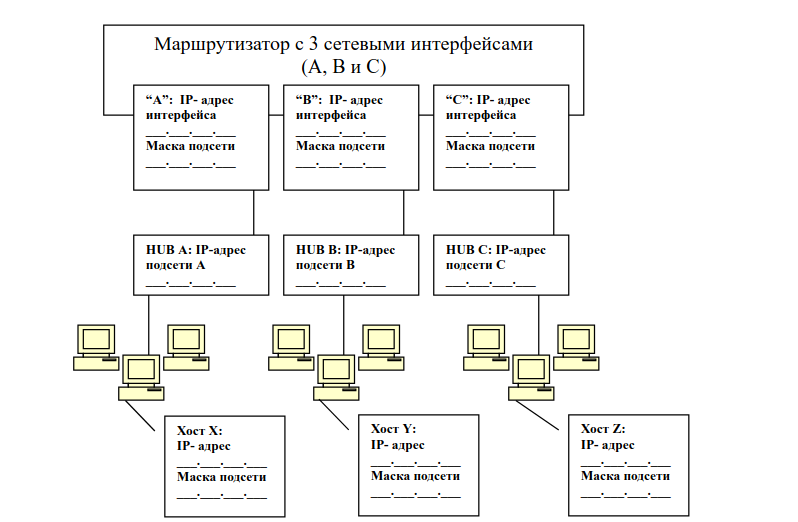 Маршрутизатор с 3 сетевыми интерфейсами
(A, B и C)
“A”: IP- адрес
интерфейса
___.___.___.___
Маска подсети
___.___.___.___
“B”: IP- адрес
интерфейса
___.___.___.___
Маска подсети
___.___.___.___
“C”: IP- адрес
интерфейса
___.___.___.___
Маска подсети
___.___.___.___
HUB A: IP-адрес
подсети A
___.___.___.___
HUB B: IP-адрес
подсети B
___.___.___.___
HUB C: IP-адрес
подсети C
___.___.___.___
Хост X:
IP- адрес
___.___.___.___
Маска подсети
___.___.___.___
Хост Y:
IP- адрес
___.___.___.___
Маска подсети
___.___.___.___
Хост Z:
IP- адрес
___.___.___.___
Маска подсети
___.___.___.___